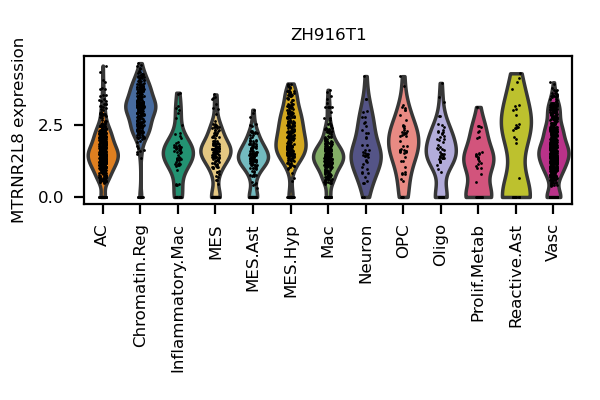 ZH916T1
MTRNR2L8 expression
2.5
0.0
AC
Chromatin.Reg
Inflammatory.Mac
MES
MES.Ast
MES.Hyp
Mac
Neuron
OPC
Oligo
Prolif.Metab
Reactive.Ast
Vasc